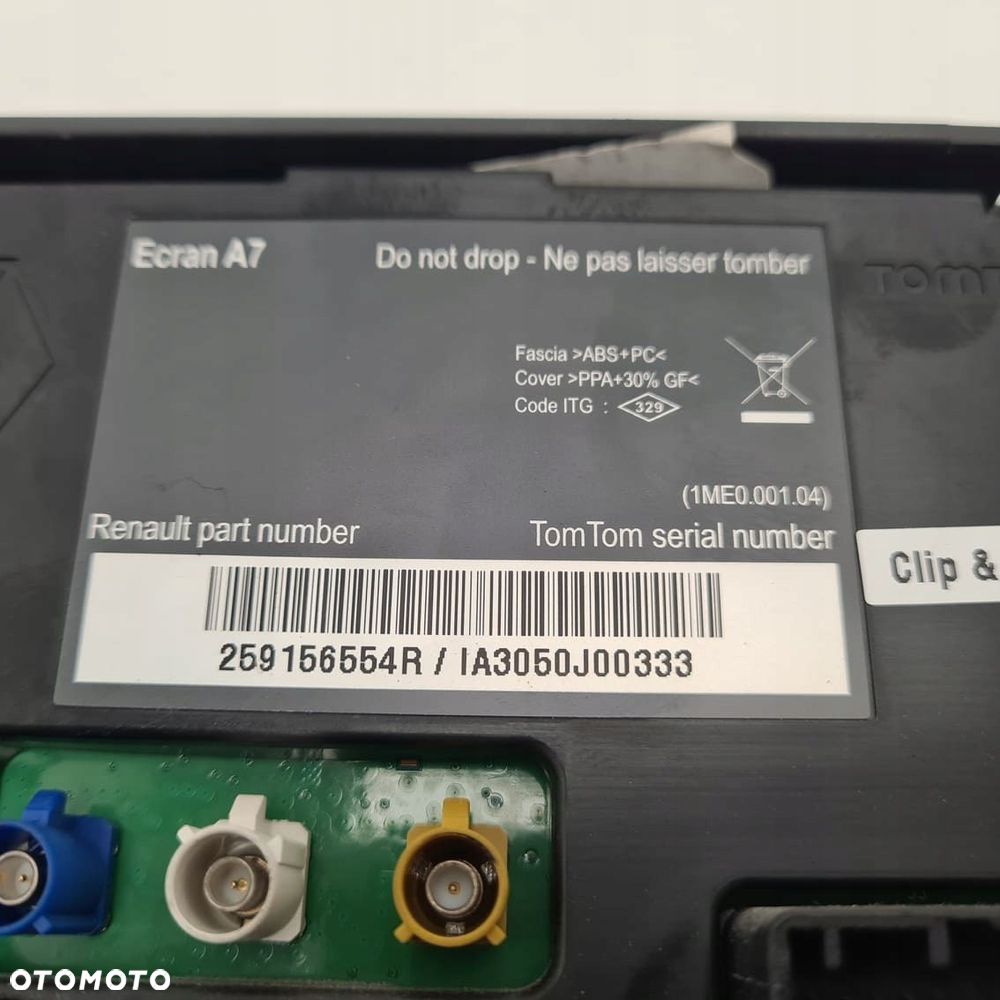 Ecran A7
Do not drop - Ne pas laisser tomber
Fascia >ABS+PC<
Cover >PPA+30% GF<
Code ITG : 329
(1ME0.001.04)
Renault part number
TomTom serial number
Clip &
259156554R / IA3050J00333
OTOMOTO